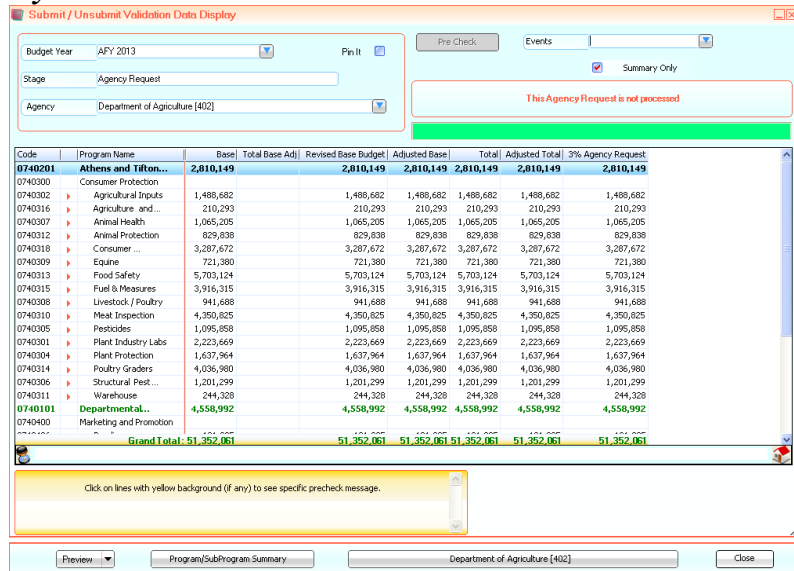 Submit / Unsubmit Validation Data Display
Budget Year AFY 2013 Pin It Pre Check Events
Summary Only
Stage Agency Request
Agency Department of Agriculture [402] This Agency Request is not processed
Code Program Name Base Total Base Adj Revised Base Budget Adjusted Base Total Adjusted Total 3% Agency Request
0740201 Athens and Tifton... 2,810,149 2,810,149 2,810,149 2,810,149 2,810,149 2,810,149
0740300 Consumer Protection
0740302 Agricultural Inputs 1,488,682 1,488,682 1,488,682 1,488,682 1,488,682 1,488,682
0740316 Agriculture and... 210,293 210,293 210,293 210,293 210,293 210,293
0740307 Animal Health 1,065,205 1,065,205 1,065,205 1,065,205 1,065,205 1,065,205
0740312 Animal Protection 829,838 829,838 829,838 829,838 829,838 829,838
0740318 Consumer ... 3,287,672 3,287,672 3,287,672 3,287,672 3,287,672 3,287,672
0740309 Equine 721,380 721,380 721,380 721,380 721,380 721,380
0740313 Food Safety 5,703,124 5,703,124 5,703,124 5,703,124 5,703,124 5,703,124
0740315 Fuel & Measures 3,916,315 3,916,315 3,916,315 3,916,315 3,916,315 3,916,315
0740308 Livestock / Poultry 941,688 941,688 941,688 941,688 941,688 941,688
0740310 Meat Inspection 4,350,825 4,350,825 4,350,825 4,350,825 4,350,825 4,350,825
0740305 Pesticides 1,095,858 1,095,858 1,095,858 1,095,858 1,095,858 1,095,858
0740301 Plant Industry Labs 2,223,669 2,223,669 2,223,669 2,223,669 2,223,669 2,223,669
0740304 Plant Protection 1,637,964 1,637,964 1,637,964 1,637,964 1,637,964 1,637,964
0740314 Poultry Graders 4,036,980 4,036,980 4,036,980 4,036,980 4,036,980 4,036,980
0740306 Structural Pest... 1,201,299 1,201,299 1,201,299 1,201,299 1,201,299 1,201,299
0740311 Warehouse 244,328 244,328 244,328 244,328 244,328 244,328
0740101 Departmental... 4,558,992 4,558,992 4,558,992 4,558,992 4,558,992 4,558,992
0740400 Marketing and Promotion
Grand Total: 51,352,061 51,352,061 51,352,061 51,352,061 51,352,061 51,352,061
Click on lines with yellow background (if any) to see specific precheck message.
Preview Program/SubProgram Summary Department of Agriculture [402] Close